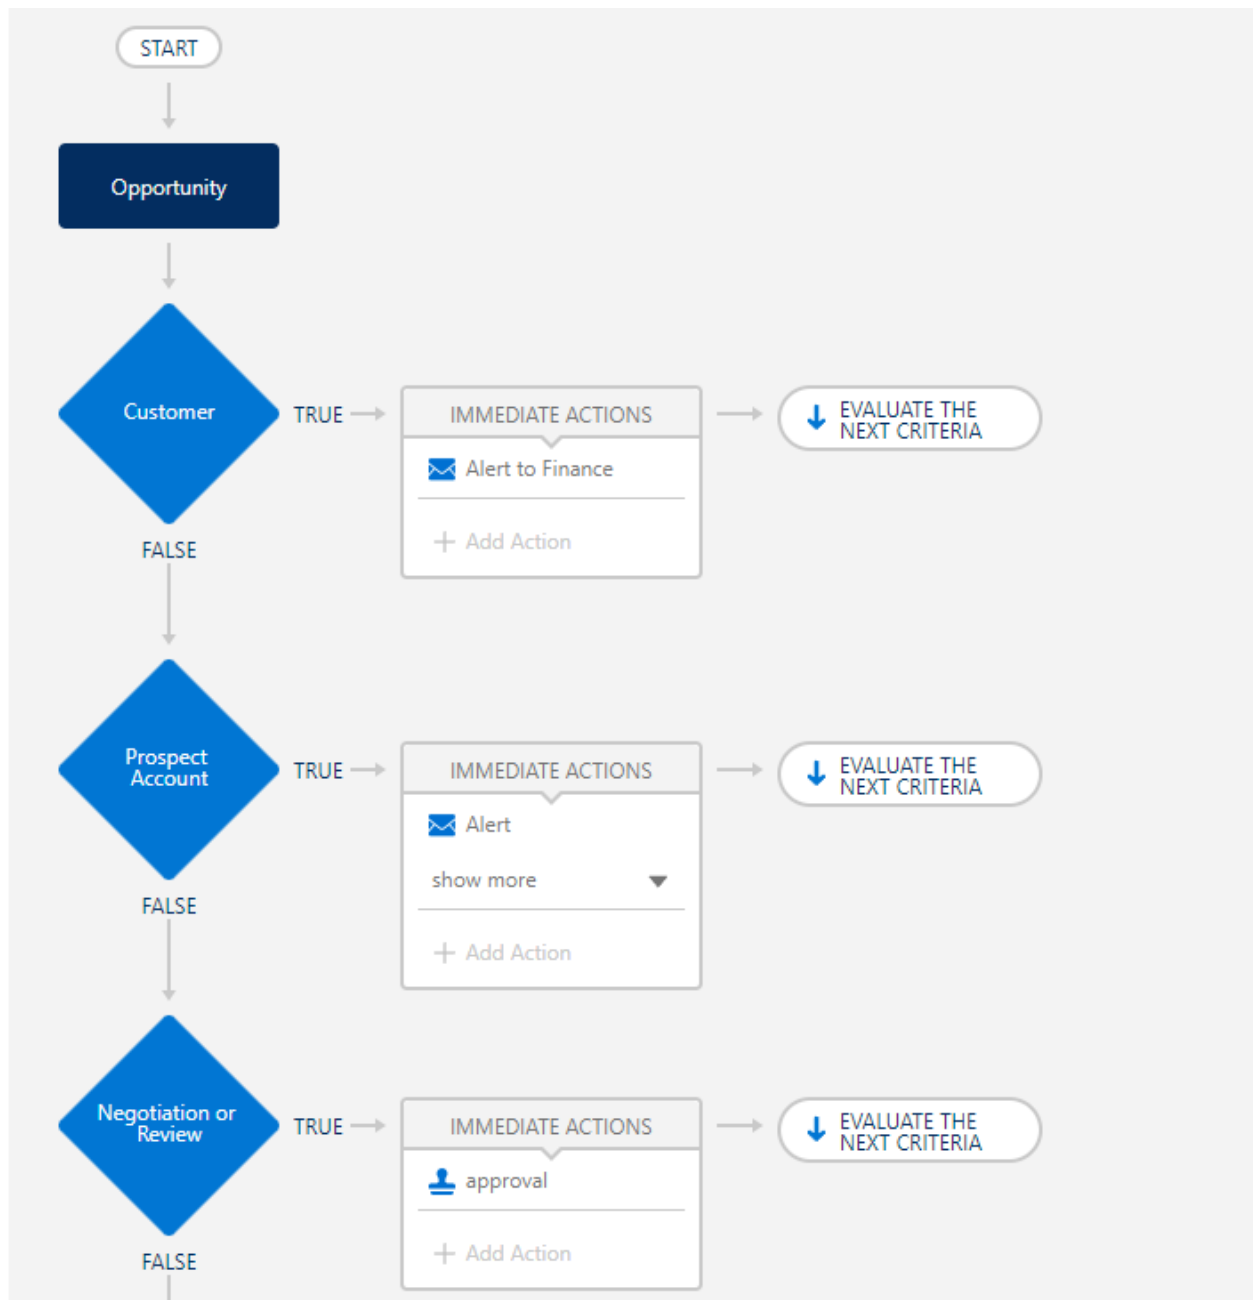 START
Opportunity
Customer
TRUE
IMMEDIATE ACTIONS
EVALUATE THE
NEXT CRITERIA
Alert to Finance
Add Action
FALSE
Prospect
Account
TRUE
IMMEDIATE ACTIONS
EVALUATE THE
NEXT CRITERIA
Alert
show more
Add Action
FALSE
Negotiation or
Review
TRUE
IMMEDIATE ACTIONS
EVALUATE THE
NEXT CRITERIA
approval
Add Action
FALSE